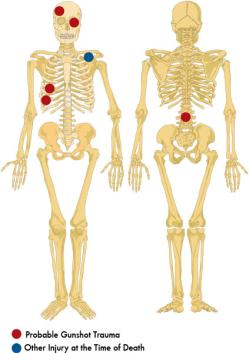 Probable Gunshot Trauma
Other Injury at the Time of Death